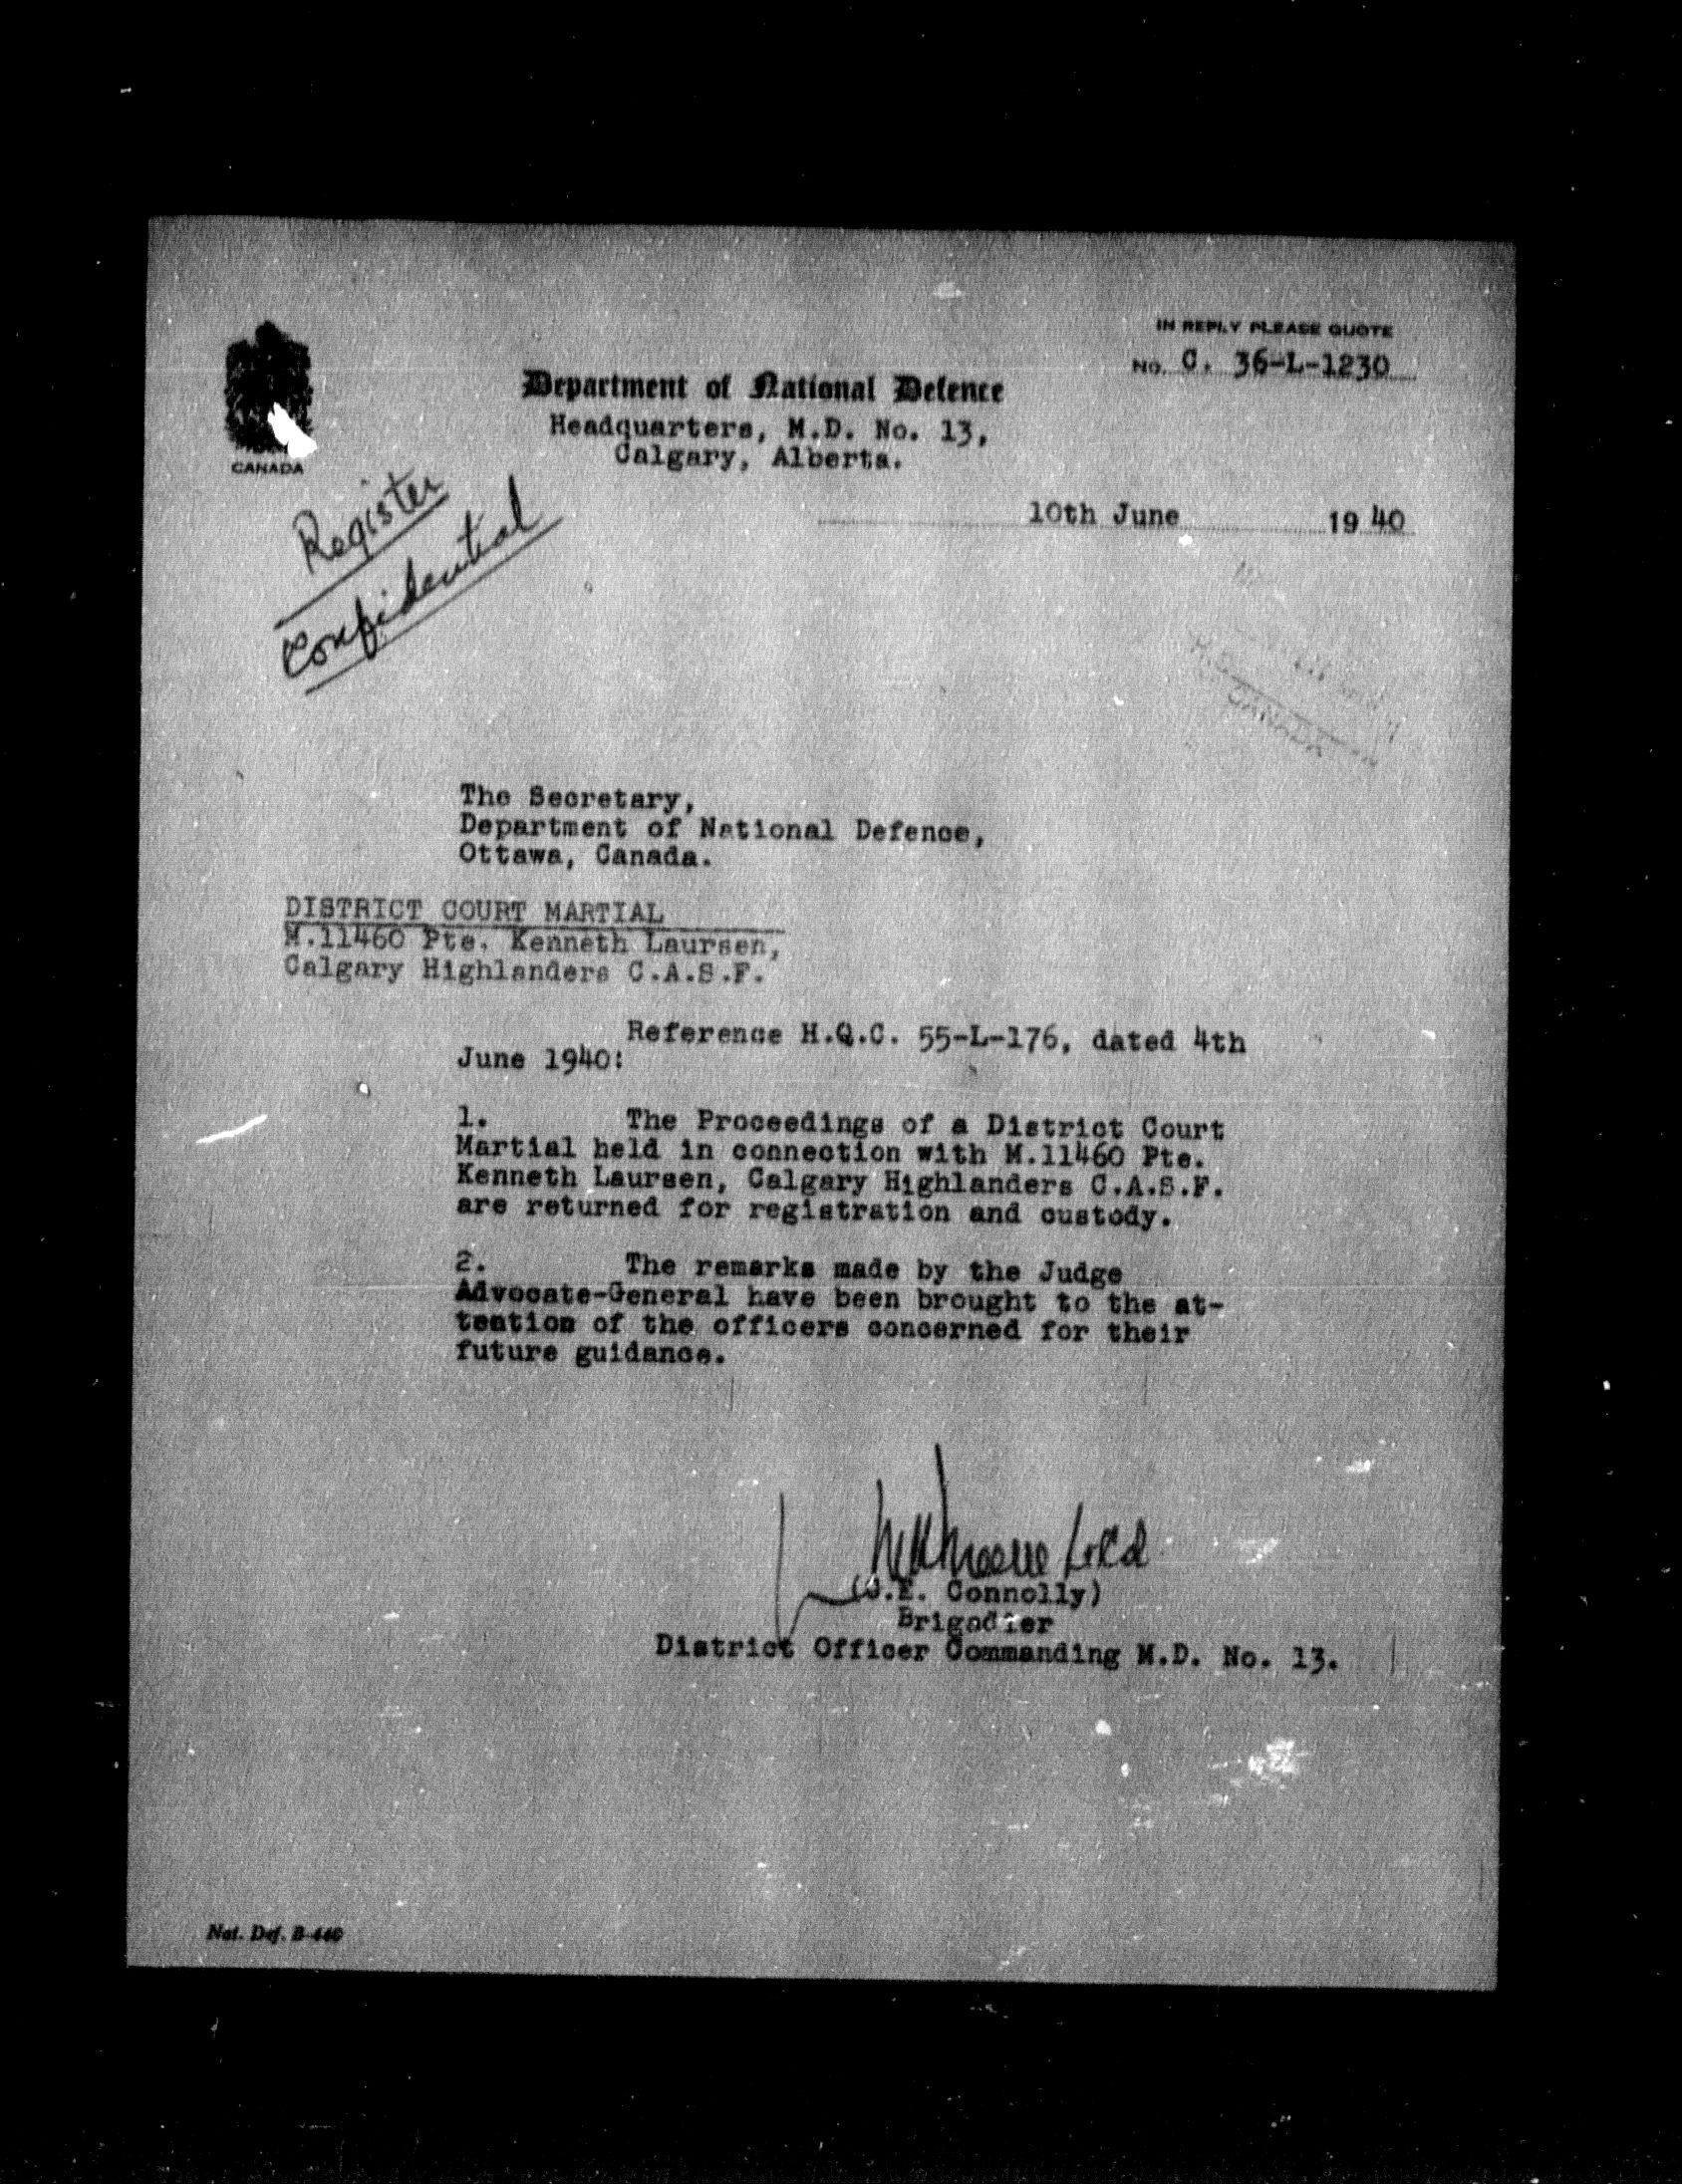 IN REPLY PLEASE QUOTE
No. C. 36-L-1230
CANADA
Department of National Defence
Headquarters, M.D. No. 13,
Calgary, Alberta.
10th June 1940
Register
Confidential
CANADA
The Secretary,
Department of National Defence,
Ottawa, Canada.
DISTRICT COURT MARTIAL
M.11460 Pte. Kenneth Laursen,
Calgary Highlanders C.A.S.F.
Reference H.Q.C. 55-L-176, dated 4th
June 1940:
1. The Proceedings of a District Court
Martial held in connection with M.11460 Pte.
Kenneth Laursen, Calgary Highlanders C.A.S.F.
are returned for registration and custody.
2. The remarks made by the Judge
Advocate-General have been brought to the at-
tention of the officers concerned for their
future guidance.
(J.E. Connolly)
Brigadier
District Officer Commanding M.D. No. 13.
Nat. Def. B-440